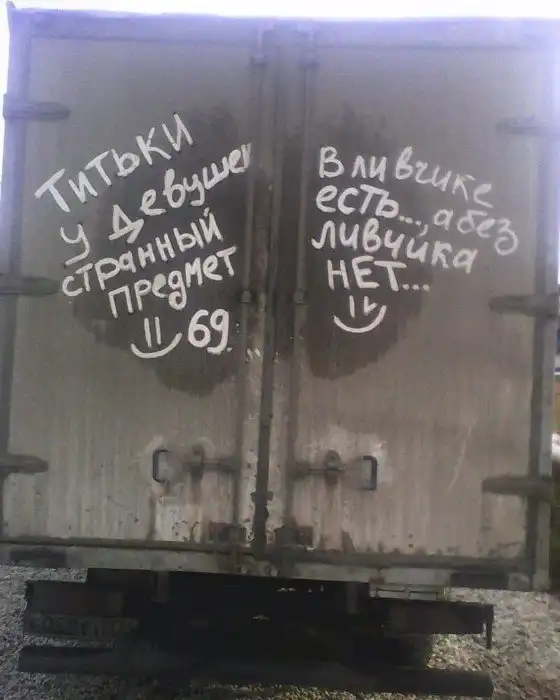 Титьки
у Девушек
странный
предмет
69.
В ливчике
есть..., а без
ливчика
НЕТ...